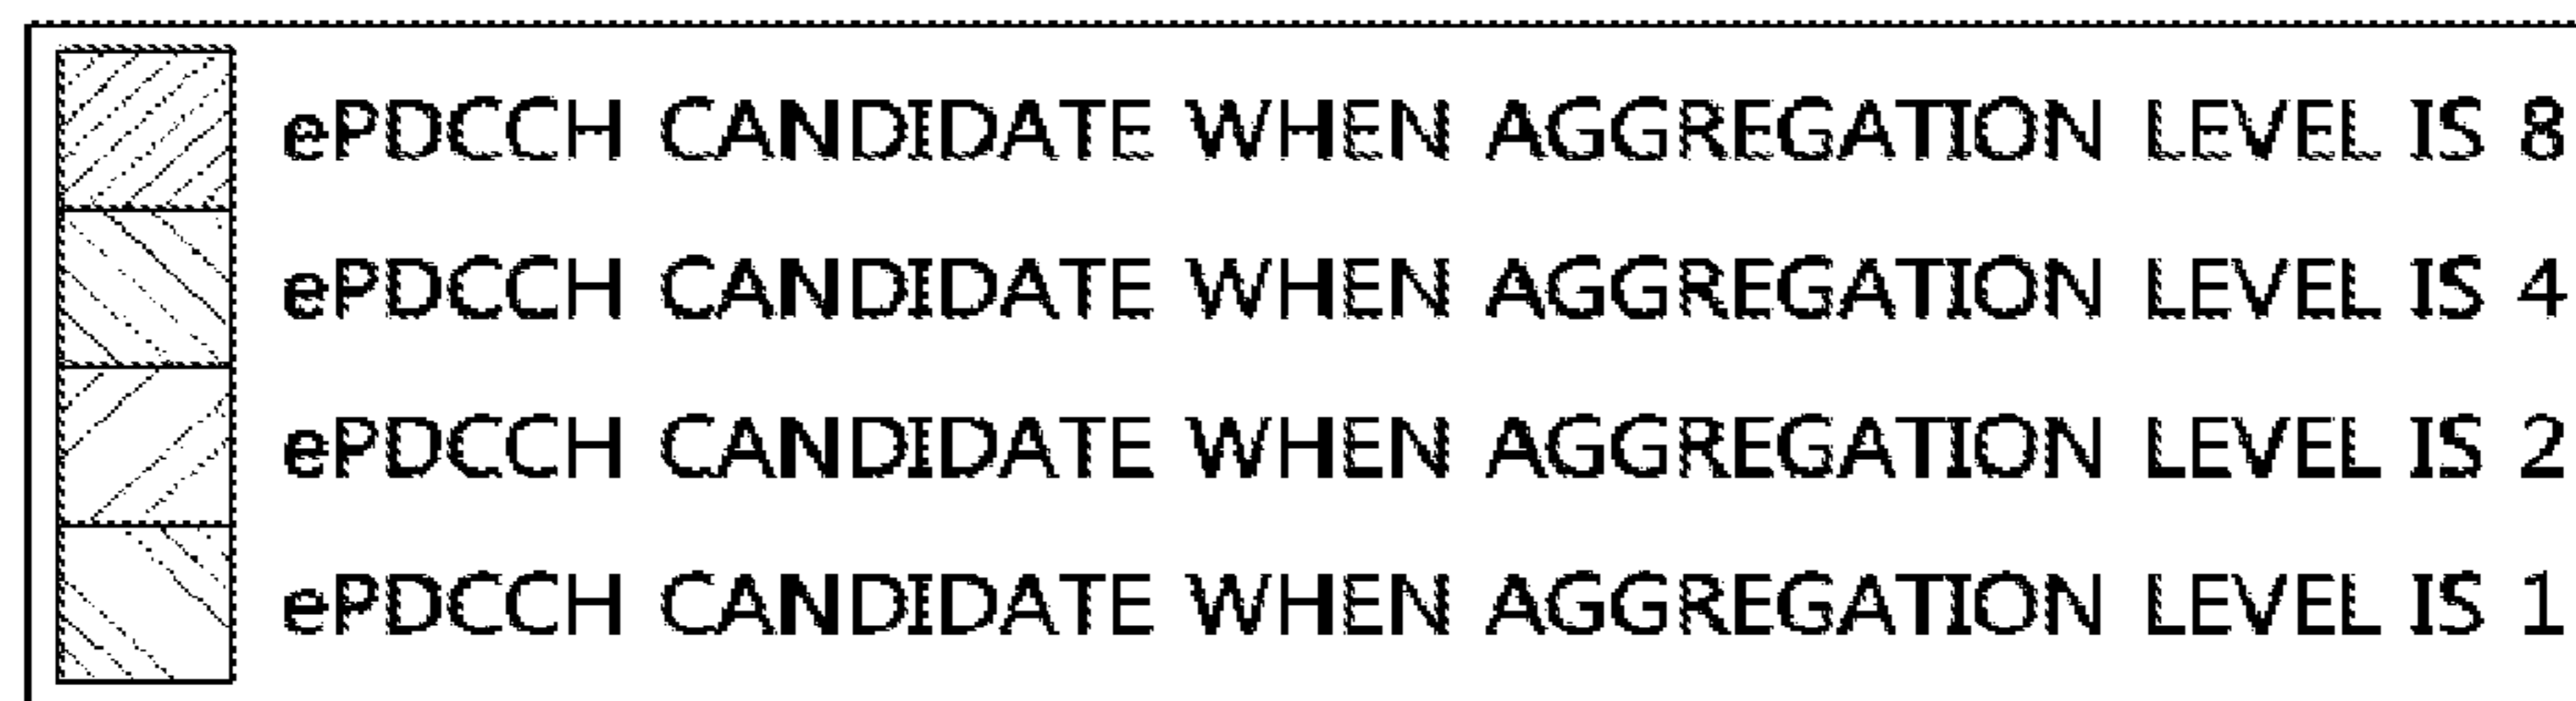 ePDCCH CANDIDATE WHEN AGGREGATION LEVEL IS 8
ePDCCH CANDIDATE WHEN AGGREGATION LEVEL IS 4
ePDCCH CANDIDATE WHEN AGGREGATION LEVEL IS 2
ePDCCH CANDIDATE WHEN AGGREGATION LEVEL IS 1